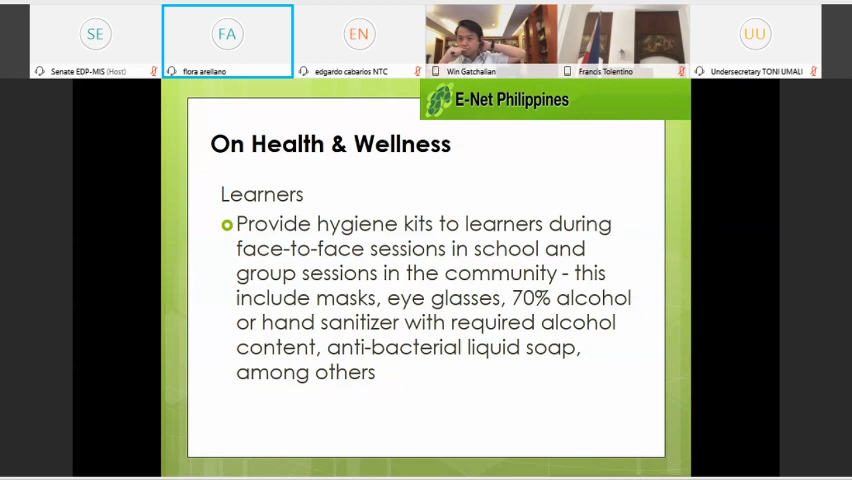 SE
FA
EN
UU
Senate EDP-MIS (Host)
flora arellano
edgardo cabarios NTC
Win Gatchalian
Francis Tolentino
Undersecretary TONI UMALI
E-Net Philippines
On Health & Wellness
Learners
Provide hygiene kits to learners during
face-to-face sessions in school and
group sessions in the community - this
include masks, eye glasses, 70% alcohol
or hand sanitizer with required alcohol
content, anti-bacterial liquid soap,
among others